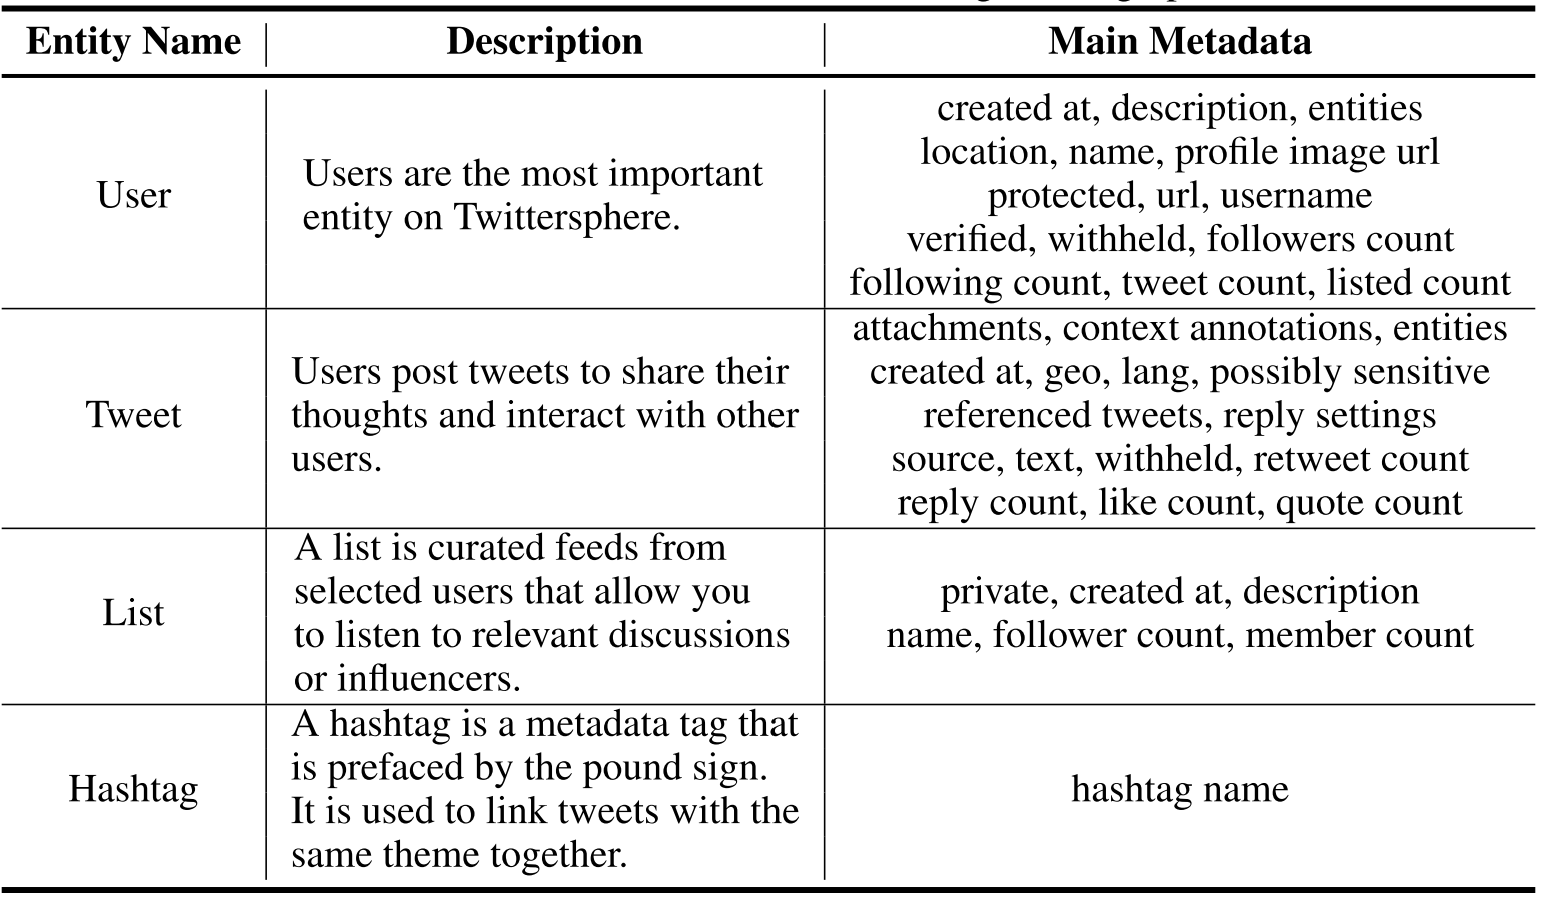 Entity Name Description Main Metadata
User
Users are the most important
entity on Twittersphere.
created at, description, entities
location, name, profile image url
protected, url, username
verified, withheld, followers count
following count, tweet count, listed count
Tweet
Users post tweets to share their
thoughts and interact with other
users.
attachments, context annotations, entities
created at, geo, lang, possibly sensitive
referenced tweets, reply settings
source, text, withheld, retweet count
reply count, like count, quote count
List
A list is curated feeds from
selected users that allow you
to listen to relevant discussions
or influencers.
private, created at, description
name, follower count, member count
Hashtag
A hashtag is a metadata tag that
is prefaced by the pound sign.
It is used to link tweets with the
same theme together.
hashtag name